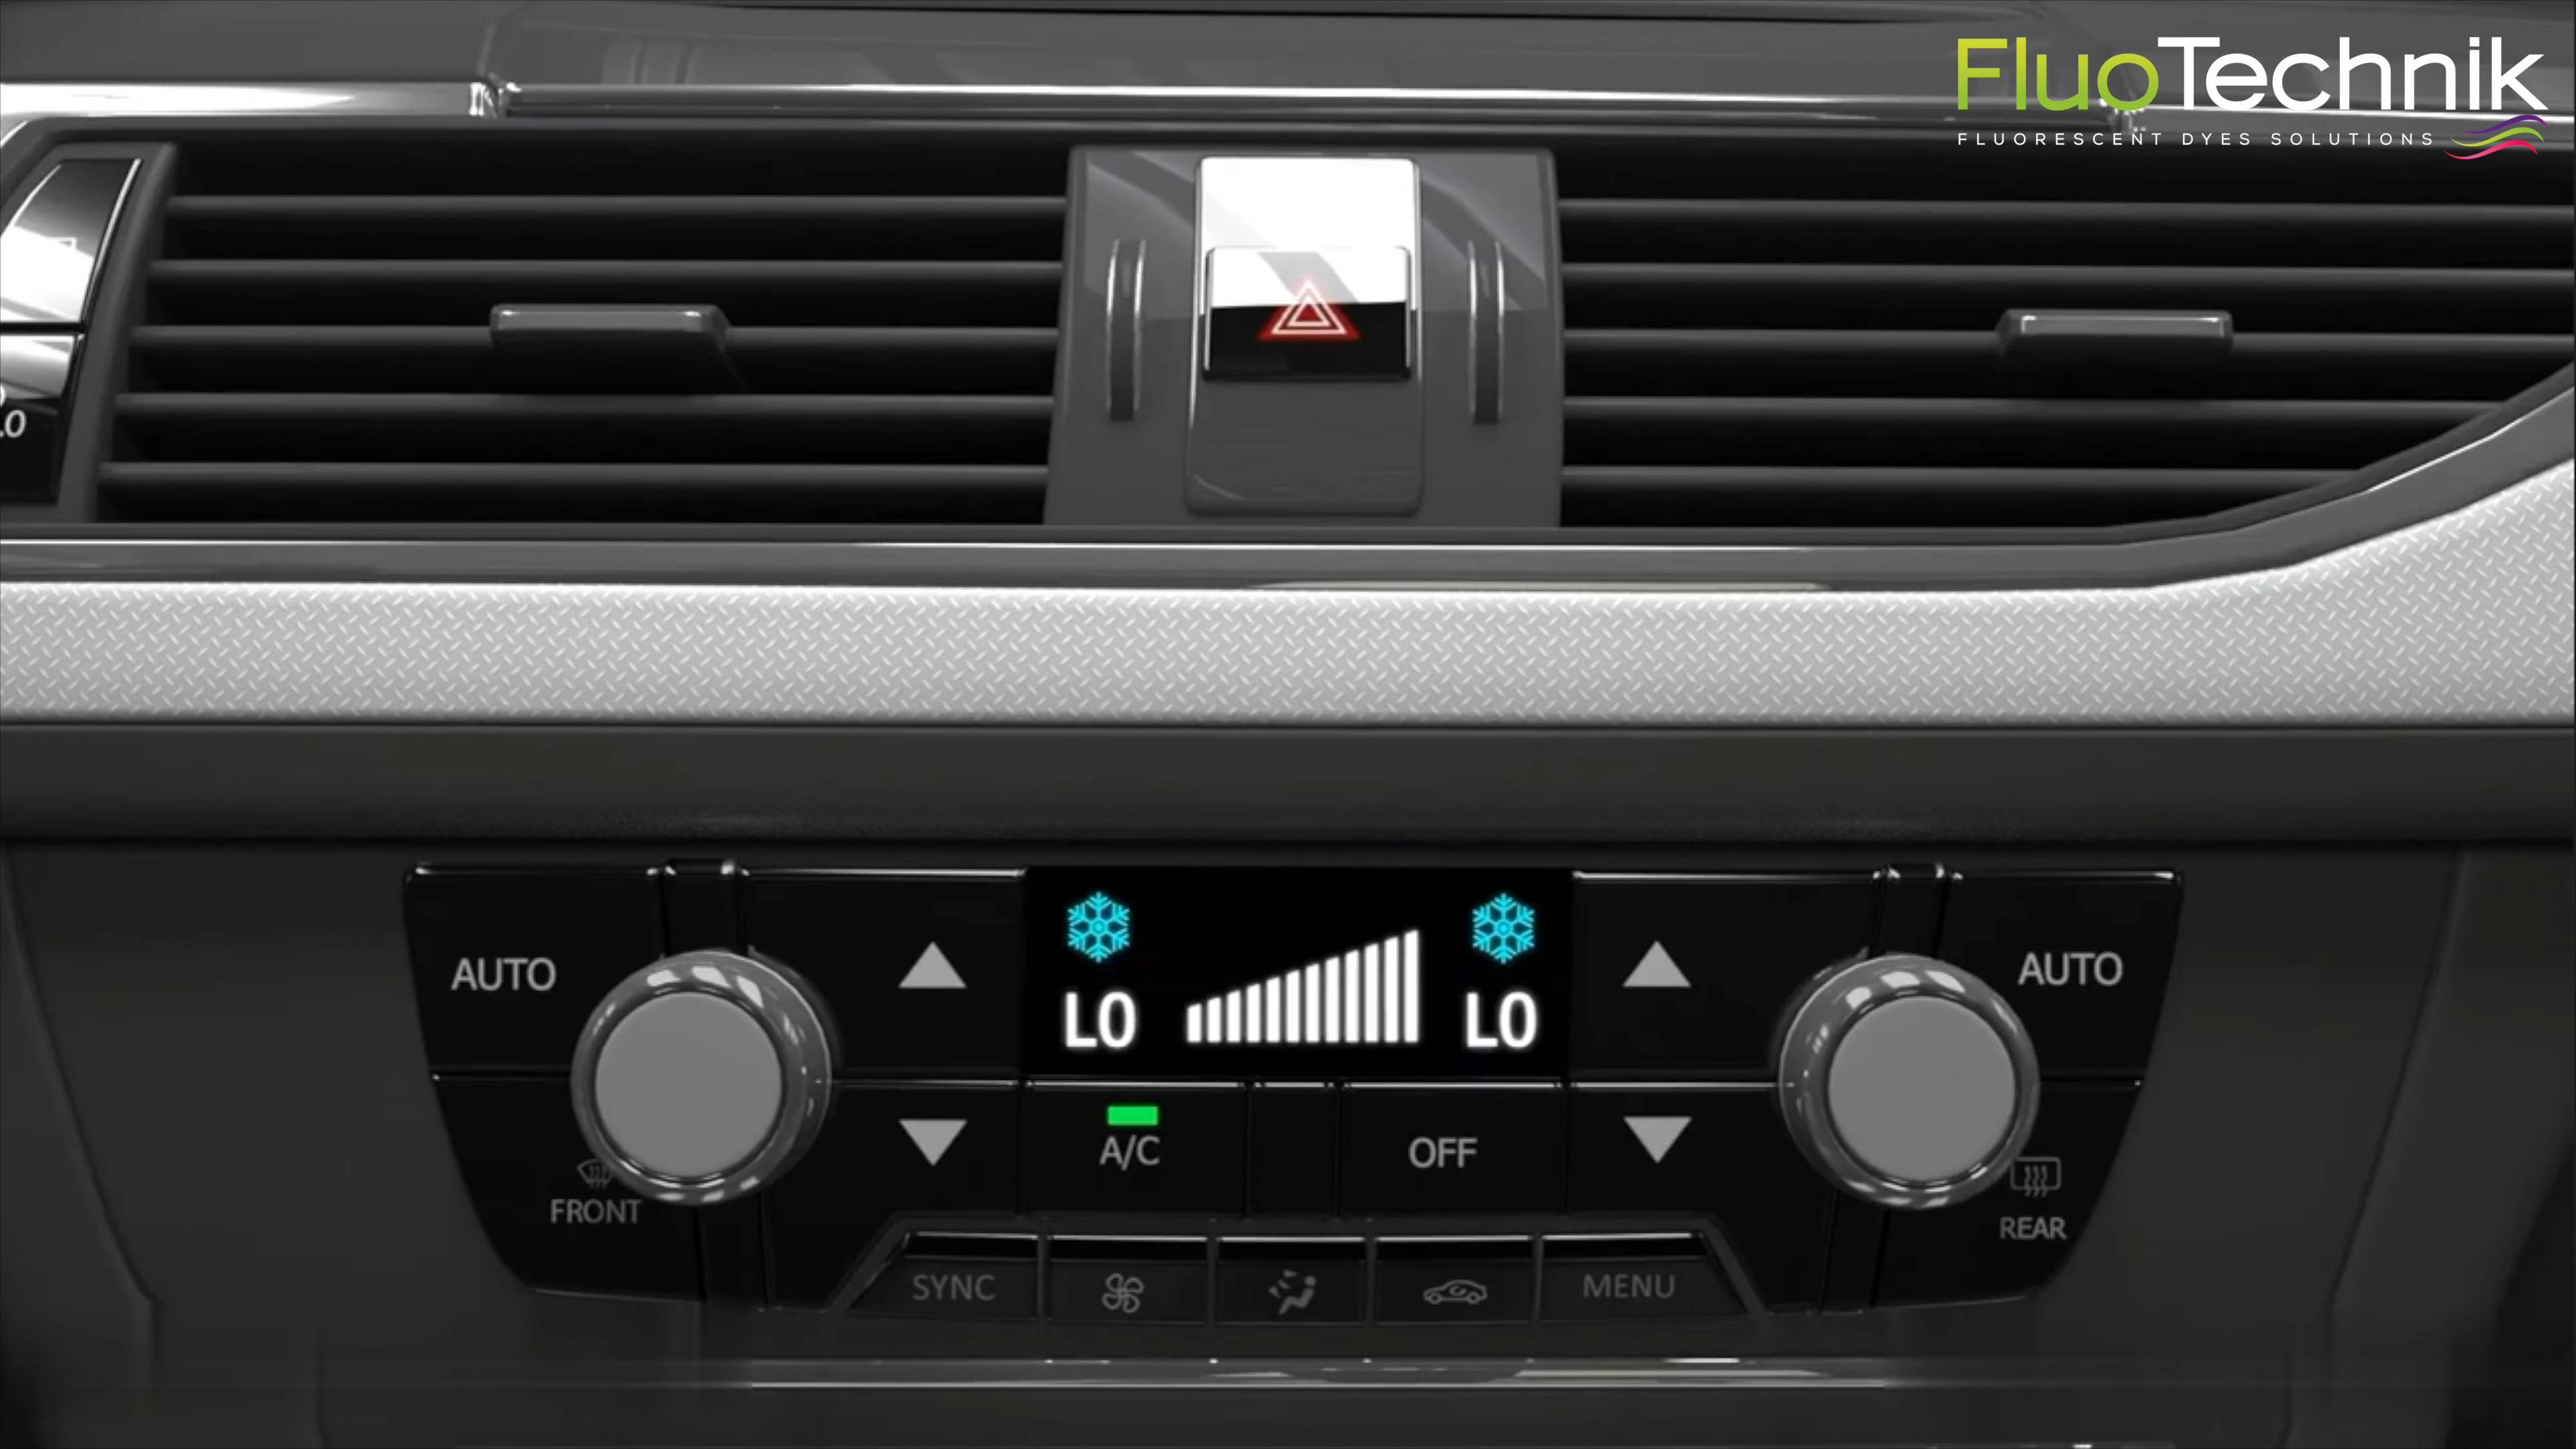 FluoTechnik
FLUORESCENT DYES SOLUTIONS
AUTO
LO
LO
AUTO
A/C
OFF
FRONT
REAR
SYNC
MENU